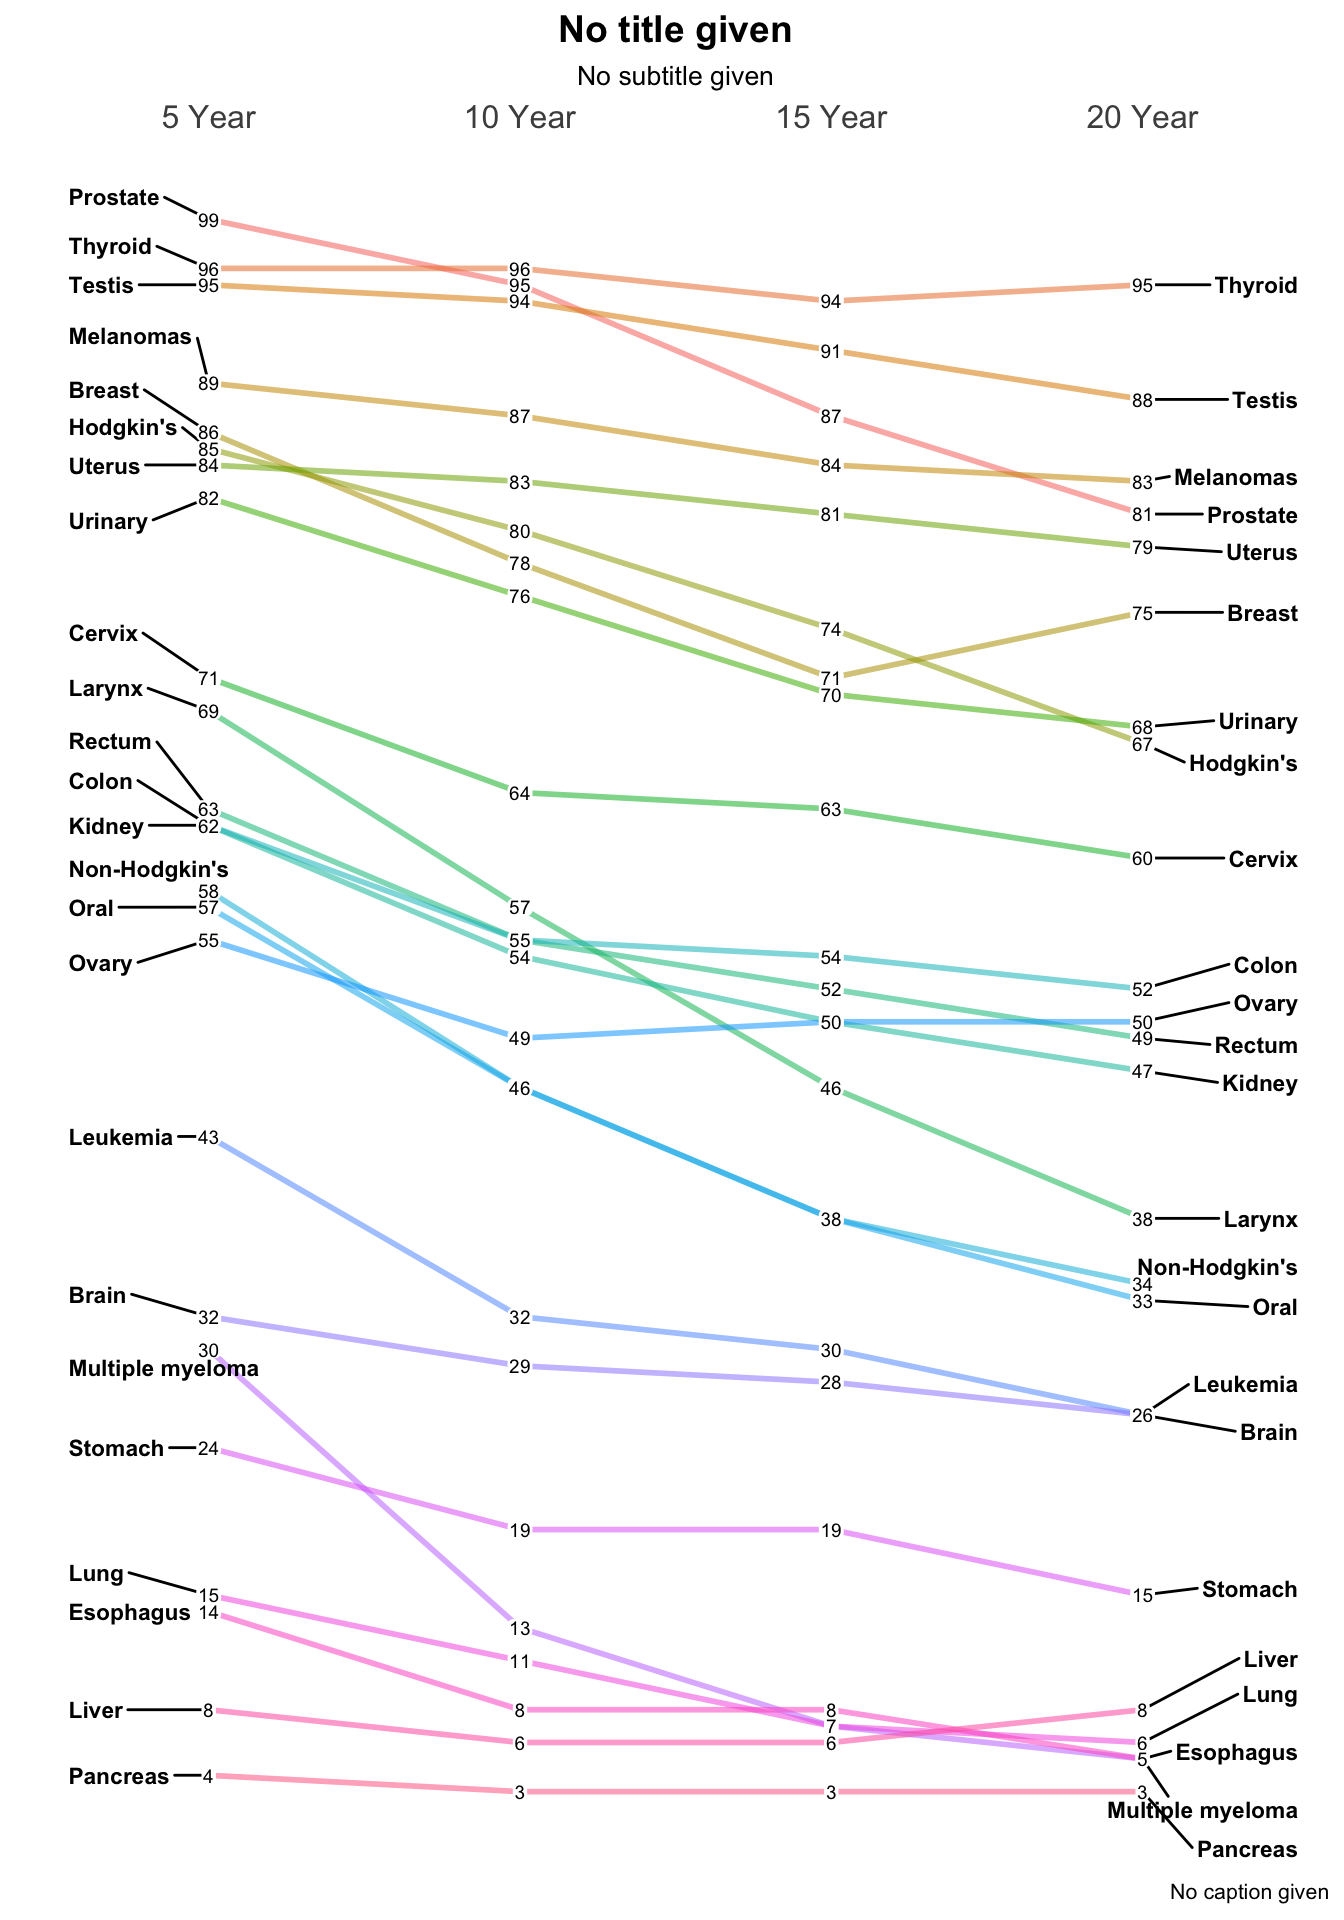 No title given
No subtitle given
5 Year 10 Year 15 Year 20 Year
Prostate 99
Thyroid 96 96
Testis 95 95 95 Thyroid
94 94
Melanomas
89 91
87 88 Testis
Breast 87
Hodgkin's 86
85
Uterus 84 84
83 83 Melanomas
Urinary 82 81 81 Prostate
80 79 Uterus
78
76 75 Breast
Cervix 74
71 71
Larynx 69 70 68 Urinary
67 Hodgkin's
Rectum
Colon 63 64 63
Kidney 62
60 Cervix
Non-Hodgkin's
58
Oral 57 57
Ovary 55 55 54 Colon
54 52 52
50 50 Ovary
49 49 Rectum
47 Kidney
46 46
Leukemia 43
38 38 Larynx
Non-Hodgkin's
34
Brain 33 Oral
32 32
30 30
Multiple myeloma 29 28 Leukemia
26
Brain
Stomach 24
19 19
Lung 15 15 Stomach
Esophagus 14
13
11 Liver
Liver 8 8 8 8 Lung
7
6 6 6
5 Esophagus
Pancreas 4 3 3 3
Multiple myeloma
Pancreas
No caption given